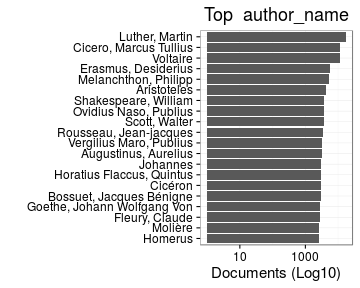 Top author_name
Luther, Martin
Cicero, Marcus Tullius
Voltaire
Erasmus, Desiderius
Melanchthon, Philipp
Aristoteles
Shakespeare, William
Ovidius Naso, Publius
Scott, Walter
Rousseau, Jean-jacques
Vergilius Maro, Publius
Augustinus, Aurelius
Johannes
Horatius Flaccus, Quintus
Cicéron
Bossuet, Jacques Bénigne
Goethe, Johann Wolfgang Von
Fleury, Claude
Molière
Homerus
10 1000
Documents (Log10)